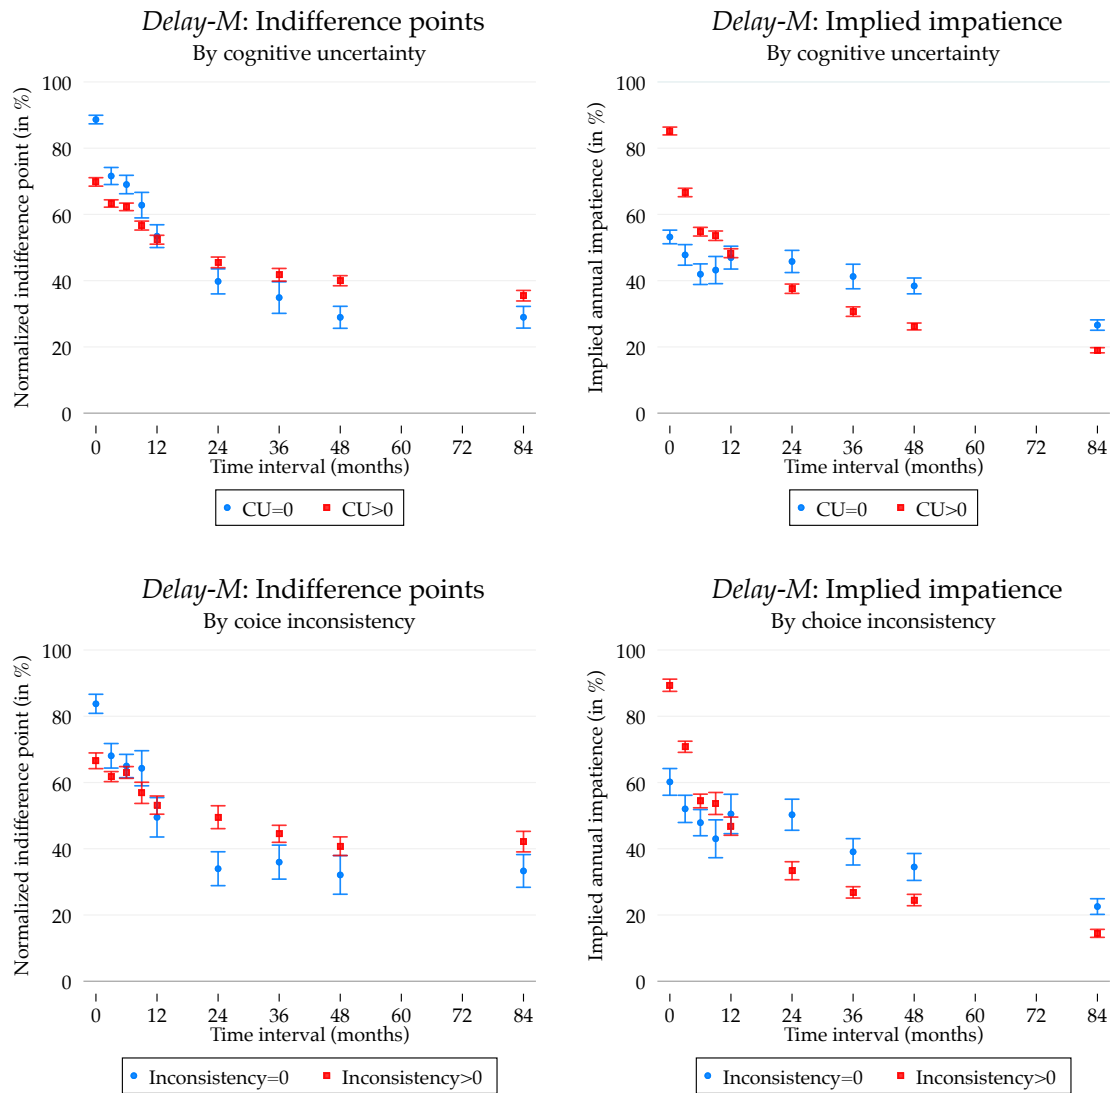 Delay-M: Indifference points
By cognitive uncertainty
Normalized indifference point (in %)
100
80
60
40
20
0
0 12 24 36 48 60 72 84
Time interval (months)
CU=0 CU>0
Delay-M: Implied impatience
By cognitive uncertainty
Implied annual impatience (in %)
100
80
60
40
20
0
0 12 24 36 48 60 72 84
Time interval (months)
CU=0 CU>0
Delay-M: Indifference points
By coice inconsistency
Normalized indifference point (in %)
100
80
60
40
20
0
0 12 24 36 48 60 72 84
Time interval (months)
Inconsistency=0 Inconsistency>0
Delay-M: Implied impatience
By choice inconsistency
Implied annual impatience (in %)
100
80
60
40
20
0
0 12 24 36 48 60 72 84
Time interval (months)
Inconsistency=0 Inconsistency>0